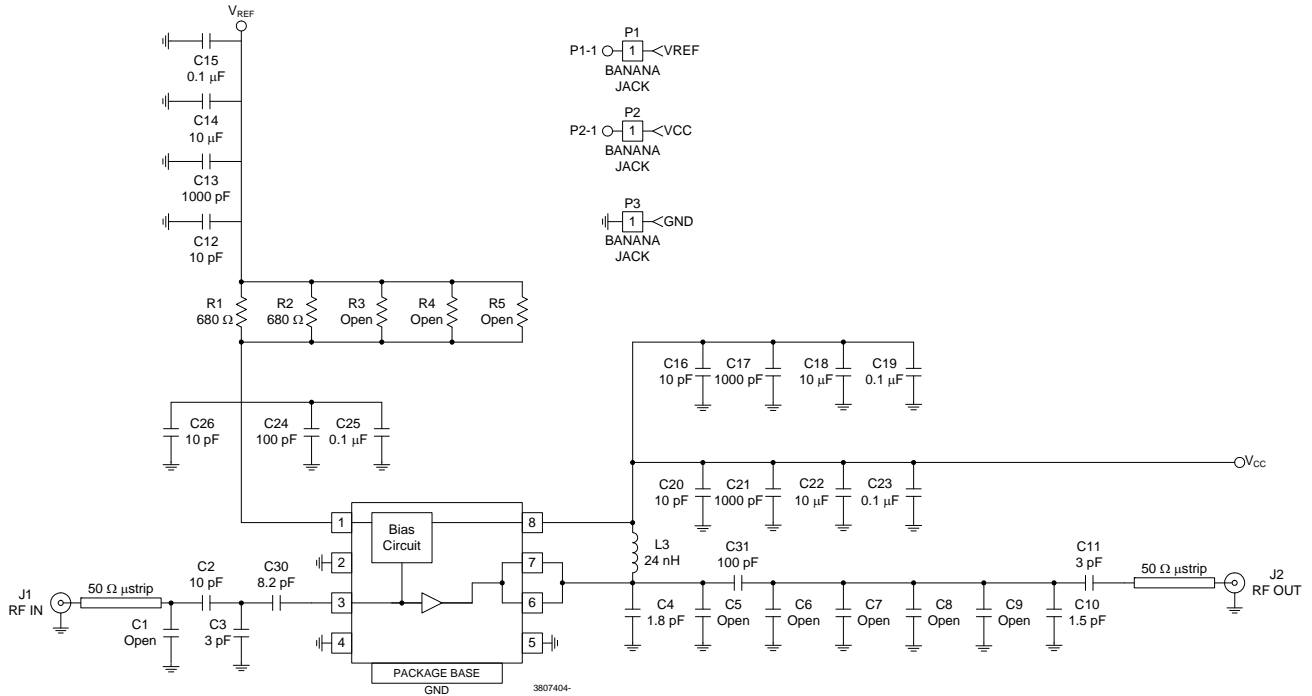 VREF
C15
0.1 μF
C14
10 μF
C13
1000 pF
C12
10 pF
P1
P1-1 1 VREF
BANANA
JACK
P2
P2-1 1 VCC
BANANA
JACK
P3
1 GND
BANANA
JACK
R1
680 Ω
R2
680 Ω
R3
Open
R4
Open
R5
Open
C16
10 pF
C17
1000 pF
C18
10 μF
C19
0.1 μF
C26
10 pF
C24
100 pF
C25
0.1 μF
C20
10 pF
C21
1000 pF
C22
10 μF
C23
0.1 μF
VCC
1
2
3
4
Bias
Circuit
8
7
6
5
PACKAGE BASE
GND
3807404-
J1
RF IN
50 Ω μstrip
C1
Open
C2
10 pF
C3
3 pF
C30
8.2 pF
L3
24 nH
C31
100 pF
C4
1.8 pF
C5
Open
C6
Open
C7
Open
C8
Open
C9
Open
C10
1.5 pF
C11
3 pF
50 Ω μstrip
J2
RF OUT